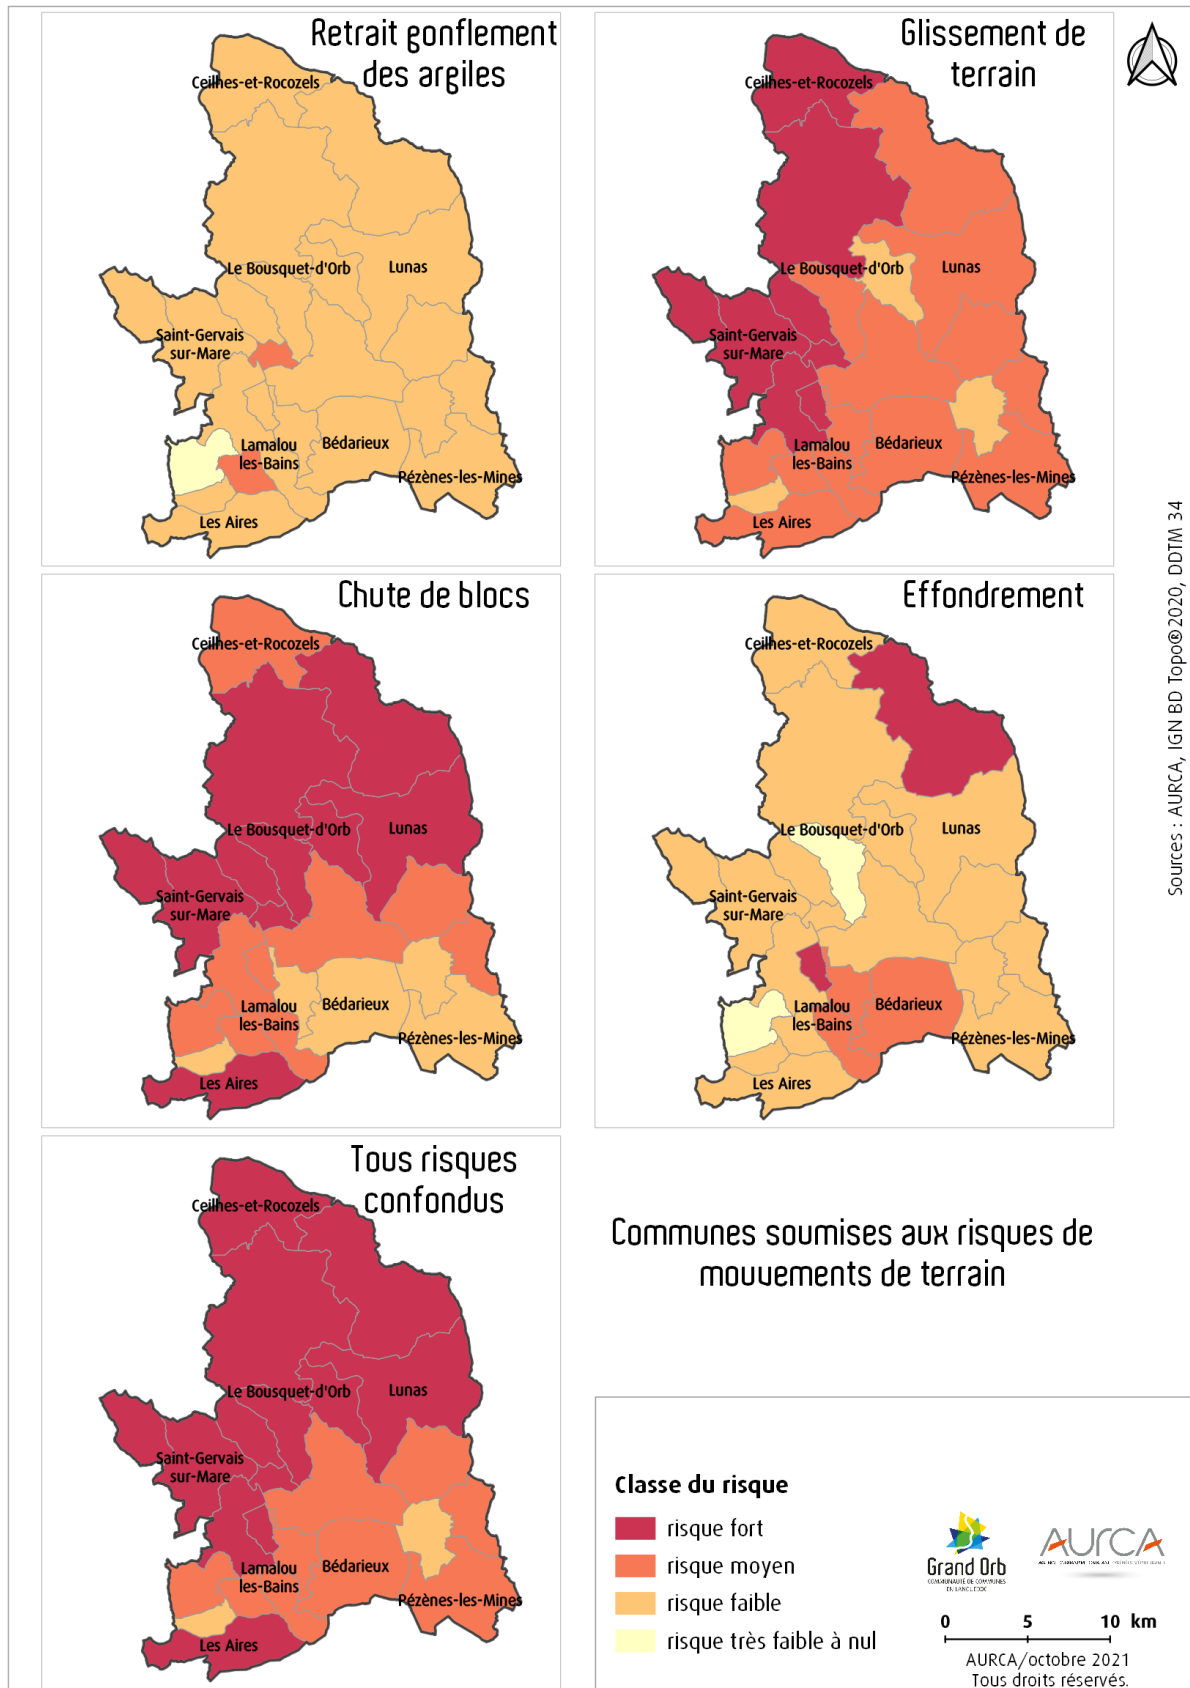 Retrait gonflement
des argiles
Ceilhes-et-Rocozels
Le Bousquet-d'Orb
Lunas
Saint-Gervais
sur-Mare
Lamalou
les-Bains
Bédarieux
Pézènes-les-Mines
Les Aires
Glissement de
terrain
Ceilhes-et-Rocozels
Le Bousquet-d'Orb
Lunas
Saint-Gervais
sur-Mare
Lamalou
les-Bains
Bédarieux
Pézènes-les-Mines
Les Aires
Chute de blocs
Ceilhes-et-Rocozels
Le Bousquet-d'Orb
Lunas
Saint-Gervais
sur-Mare
Lamalou
les-Bains
Bédarieux
Pézènes-les-Mines
Les Aires
Effondrement
Ceilhes-et-Rocozels
Le Bousquet-d'Orb
Lunas
Saint-Gervais
sur-Mare
Lamalou
les-Bains
Bédarieux
Pézènes-les-Mines
Les Aires
Sources : AURCA, IGN BD Topo®2020, DDTM 34
Tous risques
confondus
Ceilhes-et-Rocozels
Le Bousquet-d'Orb
Lunas
Saint-Gervais
sur-Mare
Lamalou
les-Bains
Bédarieux
Pézènes-les-Mines
Les Aires
Communes soumises aux risques de
mouvements de terrain
Classe du risque
risque fort
risque moyen
risque faible
risque très faible à nul
Grand Orb
COMMUNAUTÉ DE COMMUNES
EN LANGUEDOC
AURCA
0 5 10 km
AURCA/octobre 2021
Tous droits réservés.